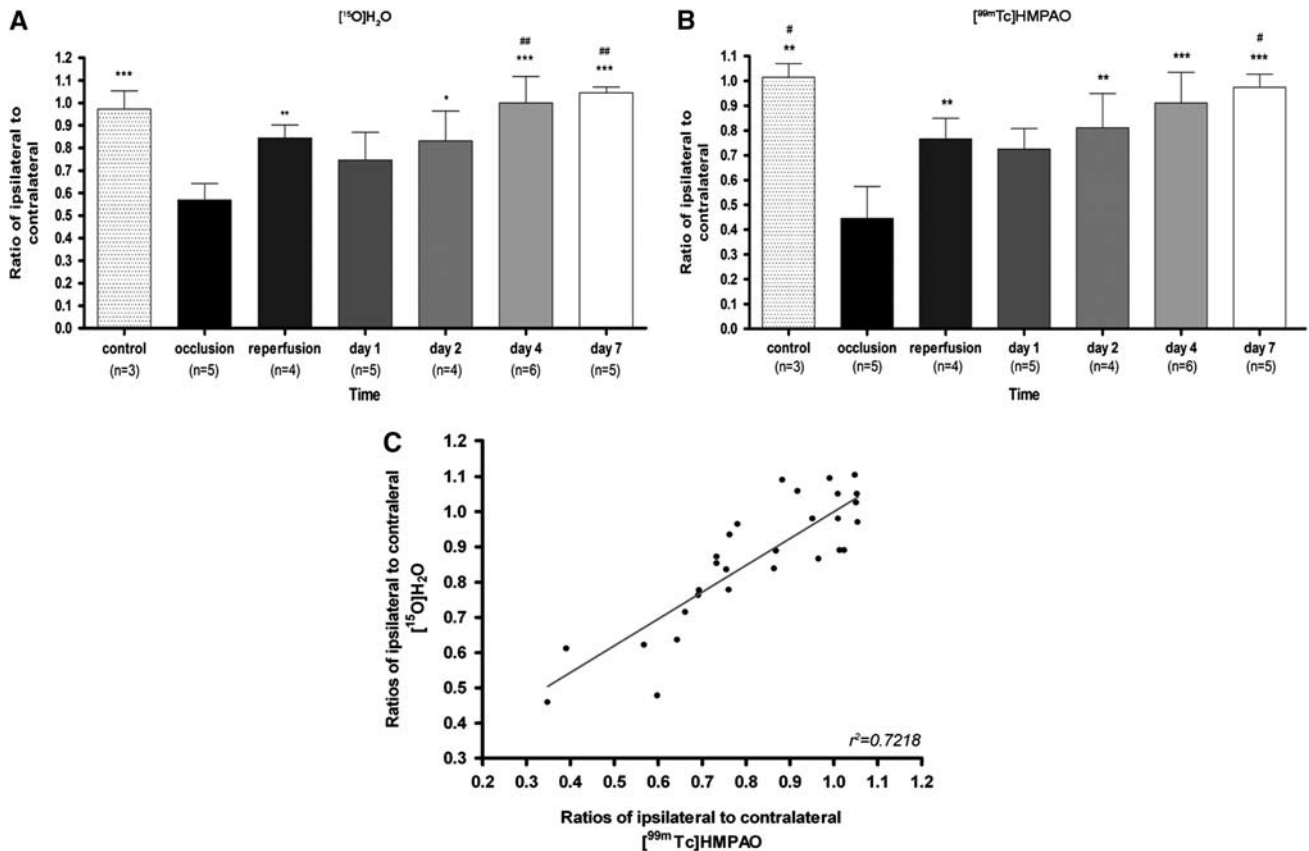 A
[¹⁵O]H₂O
Ratio of ipsilateral to
contralateral
1.2
1.1
1.0
0.9
0.8
0.7
0.6
0.5
0.4
0.3
0.2
0.1
0.0
***
**
*
##
***
##
***
control occlusion reperfusion day 1 day 2 day 4 day 7
(n=3) (n=5) (n=4) (n=5) (n=4) (n=6) (n=5)
Time
B
[⁹⁹ᵐTc]HMPAO
Ratio of ipsilateral to
contralateral
1.1
1.0
0.9
0.8
0.7
0.6
0.5
0.4
0.3
0.2
0.1
0.0
#
**
**
**
***
#
***
control occlusion reperfusion day 1 day 2 day 4 day 7
(n=3) (n=5) (n=4) (n=5) (n=4) (n=6) (n=5)
Time
C
Ratios of ipsilateral to contraleral
[¹⁵O]H₂O
1.2
1.1
1.0
0.9
0.8
0.7
0.6
0.5
0.4
0.3
r²=0.7218
0.2 0.3 0.4 0.5 0.6 0.7 0.8 0.9 1.0 1.1 1.2
Ratios of ipsilateral to contralateral
[⁹⁹ᵐTc]HMPAO